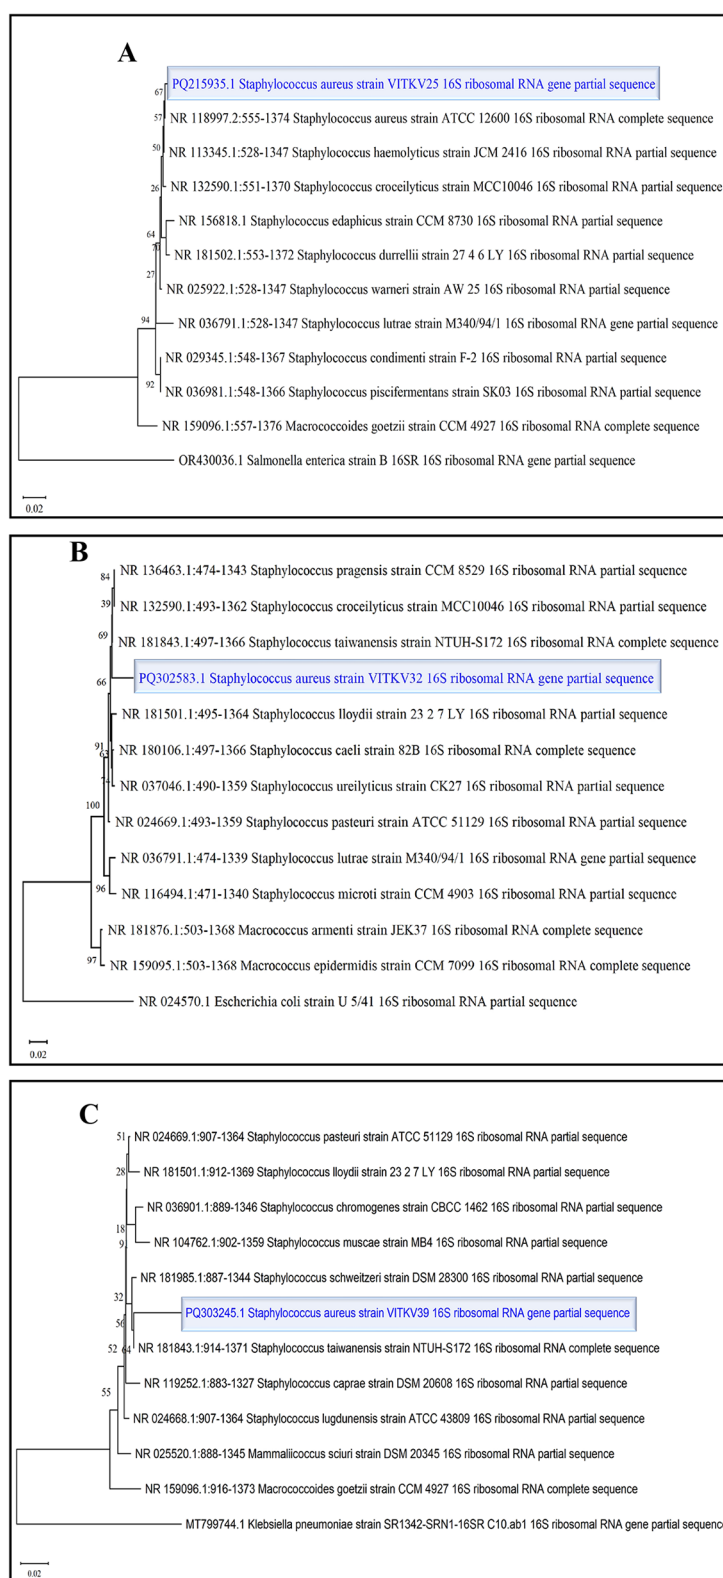 A
PQ215935.1 Staphylococcus aureus strain VITKV25 16S ribosomal RNA gene partial sequence
67
NR 118997.2:555-1374 Staphylococcus aureus strain ATCC 12600 16S ribosomal RNA complete sequence
57
NR 113345.1:528-1347 Staphylococcus haemolyticus strain JCM 2416 16S ribosomal RNA partial sequence
50
NR 132590.1:551-1370 Staphylococcus croceilyticus strain MCC10046 16S ribosomal RNA partial sequence
26
NR 156818.1 Staphylococcus edaphicus strain CCM 8730 16S ribosomal RNA partial sequence
64
70
NR 181502.1:553-1372 Staphylococcus durrellii strain 27 4 6 LY 16S ribosomal RNA partial sequence
27
NR 025922.1:528-1347 Staphylococcus warneri strain AW 25 16S ribosomal RNA partial sequence
94
NR 036791.1:528-1347 Staphylococcus lutrae strain M340/94/1 16S ribosomal RNA gene partial sequence
NR 029345.1:548-1367 Staphylococcus condimenti strain F-2 16S ribosomal RNA partial sequence
92
NR 036981.1:548-1366 Staphylococcus piscifermentans strain SK03 16S ribosomal RNA partial sequence
NR 159096.1:557-1376 Macrococcoides goetzii strain CCM 4927 16S ribosomal RNA complete sequence
OR430036.1 Salmonella enterica strain B 16SR 16S ribosomal RNA gene partial sequence
0.02
B
NR 136463.1:474-1343 Staphylococcus pragensis strain CCM 8529 16S ribosomal RNA partial sequence
84
39
NR 132590.1:493-1362 Staphylococcus croceilyticus strain MCC10046 16S ribosomal RNA partial sequence
69
NR 181843.1:497-1366 Staphylococcus taiwanensis strain NTUH-S172 16S ribosomal RNA complete sequence
PQ302583.1 Staphylococcus aureus strain VITKV32 16S ribosomal RNA gene partial sequence
66
NR 181501.1:495-1364 Staphylococcus lloydii strain 23 2 7 LY 16S ribosomal RNA partial sequence
91
63
NR 180106.1:497-1366 Staphylococcus caeli strain 82B 16S ribosomal RNA complete sequence
74
NR 037046.1:490-1359 Staphylococcus ureilyticus strain CK27 16S ribosomal RNA partial sequence
100
NR 024669.1:493-1359 Staphylococcus pasteuri strain ATCC 51129 16S ribosomal RNA partial sequence
NR 036791.1:474-1339 Staphylococcus lutrae strain M340/94/1 16S ribosomal RNA gene partial sequence
96
NR 116494.1:471-1340 Staphylococcus microti strain CCM 4903 16S ribosomal RNA partial sequence
NR 181876.1:503-1368 Macrococcus armenti strain JEK37 16S ribosomal RNA complete sequence
97
NR 159095.1:503-1368 Macrococcus epidermidis strain CCM 7099 16S ribosomal RNA complete sequence
NR 024570.1 Escherichia coli strain U 5/41 16S ribosomal RNA partial sequence
0.02
C
51
NR 024669.1:907-1364 Staphylococcus pasteuri strain ATCC 51129 16S ribosomal RNA partial sequence
28
NR 181501.1:912-1369 Staphylococcus lloydii strain 23 2 7 LY 16S ribosomal RNA partial sequence
NR 036901.1:889-1346 Staphylococcus chromogenes strain CBCC 1462 16S ribosomal RNA partial sequence
18
9
NR 104762.1:902-1359 Staphylococcus muscae strain MB4 16S ribosomal RNA partial sequence
NR 181985.1:887-1344 Staphylococcus schweitzeri strain DSM 28300 16S ribosomal RNA partial sequence
32
PQ303245.1 Staphylococcus aureus strain VITKV39 16S ribosomal RNA gene partial sequence
56
52
64
NR 181843.1:914-1371 Staphylococcus taiwanensis strain NTUH-S172 16S ribosomal RNA complete sequence
NR 119252.1:883-1327 Staphylococcus caprae strain DSM 20608 16S ribosomal RNA partial sequence
55
NR 024668.1:907-1364 Staphylococcus lugdunensis strain ATCC 43809 16S ribosomal RNA partial sequence
NR 025520.1:888-1345 Mammaliicoccus sciuri strain DSM 20345 16S ribosomal RNA partial sequence
NR 159096.1:916-1373 Macrococcoides goetzii strain CCM 4927 16S ribosomal RNA complete sequence
MT799744.1 Klebsiella pneumoniae strain SR1342-SRN1-16SR C10.ab1 16S ribosomal RNA gene partial sequence
0.02